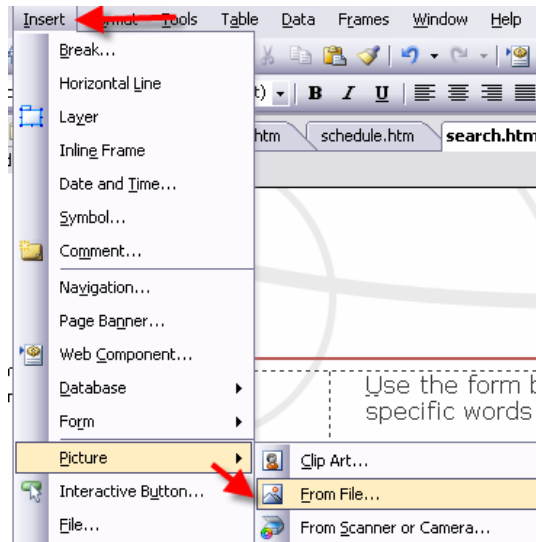 Insert Format Tools Table Data Frames Window Help
Break...
Horizontal Line
t) B I U
Layer
htm schedule.htm search.htm
Inline Frame
Date and Time...
Symbol...
Comment...
Navigation...
Page Banner...
Web Component...
Database
Use the form b
Form
specific words
Picture
Clip Art...
Interactive Button...
From File...
File...
From Scanner or Camera...